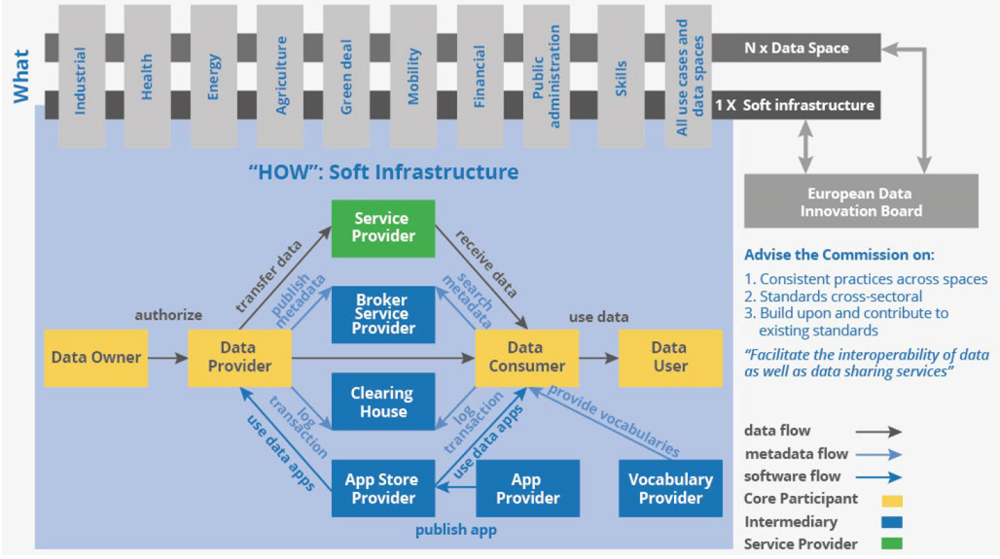 What
Industrial
Health
Energy
Agriculture
Green deal
Mobility
Financial
Public
administration
Skills
All use cases and
data spaces
N x Data Space
1 X Soft infrastructure
“HOW”: Soft Infrastructure
European Data
Innovation Board
Advise the Commission on:
1. Consistent practices across spaces
2. Standards cross-sectoral
3. Build upon and contribute to
existing standards
“Facilitate the interoperability of data
as well as data sharing services”
Service
Provider
transfer data
receive data
publish
metadata
Broker
Service
Provider
search
metadata
authorize
use data
Data Owner
Data
Provider
Data
Consumer
Data
User
Clearing
House
log
transaction
log
transaction
use data apps
use data apps
provide vocabularies
App Store
Provider
App
Provider
Vocabulary
Provider
publish app
data flow
metadata flow
software flow
Core Participant
Intermediary
Service Provider